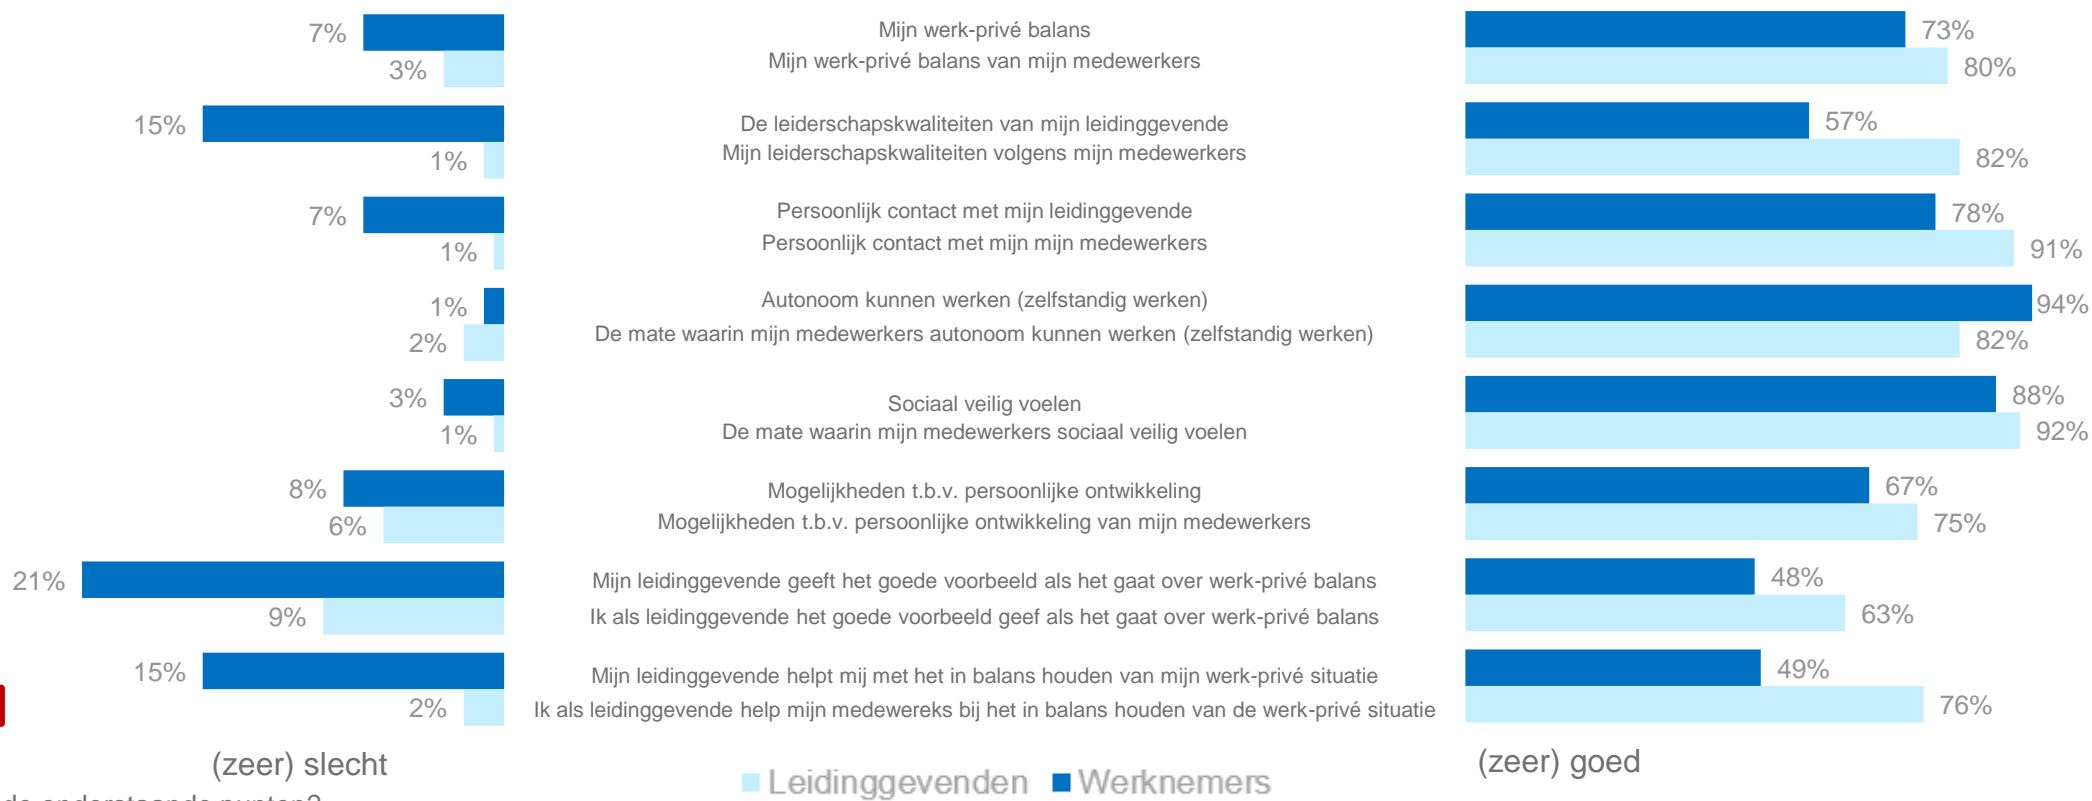 7% Mijn werk-privé balans 73%
3% Mijn werk-privé balans van mijn medewerkers 80%
15% De leiderschapskwaliteiten van mijn leidinggevende 57%
1% Mijn leiderschapskwaliteiten volgens mijn medewerkers 82%
7% Persoonlijk contact met mijn leidinggevende 78%
1% Persoonlijk contact met mijn mijn medewerkers 91%
1% Autonoom kunnen werken (zelfstandig werken) 94%
2% De mate waarin mijn medewerkers autonoom kunnen werken (zelfstandig werken) 82%
3% Sociaal veilig voelen 88%
1% De mate waarin mijn medewerkers sociaal veilig voelen 92%
8% Mogelijkheden t.b.v. persoonlijke ontwikkeling 67%
6% Mogelijkheden t.b.v. persoonlijke ontwikkeling van mijn medewerkers 75%
21% Mijn leidinggevende geeft het goede voorbeeld als het gaat over werk-privé balans 48%
9% Ik als leidinggevende het goede voorbeeld geef als het gaat over werk-privé balans 63%
15% Mijn leidinggevende helpt mij met het in balans houden van mijn werk-privé situatie 49%
2% Ik als leidinggevende help mijn medewereks bij het in balans houden van de werk-privé situatie 76%
(zeer) slecht (zeer) goed
Leidinggevenden Werknemers